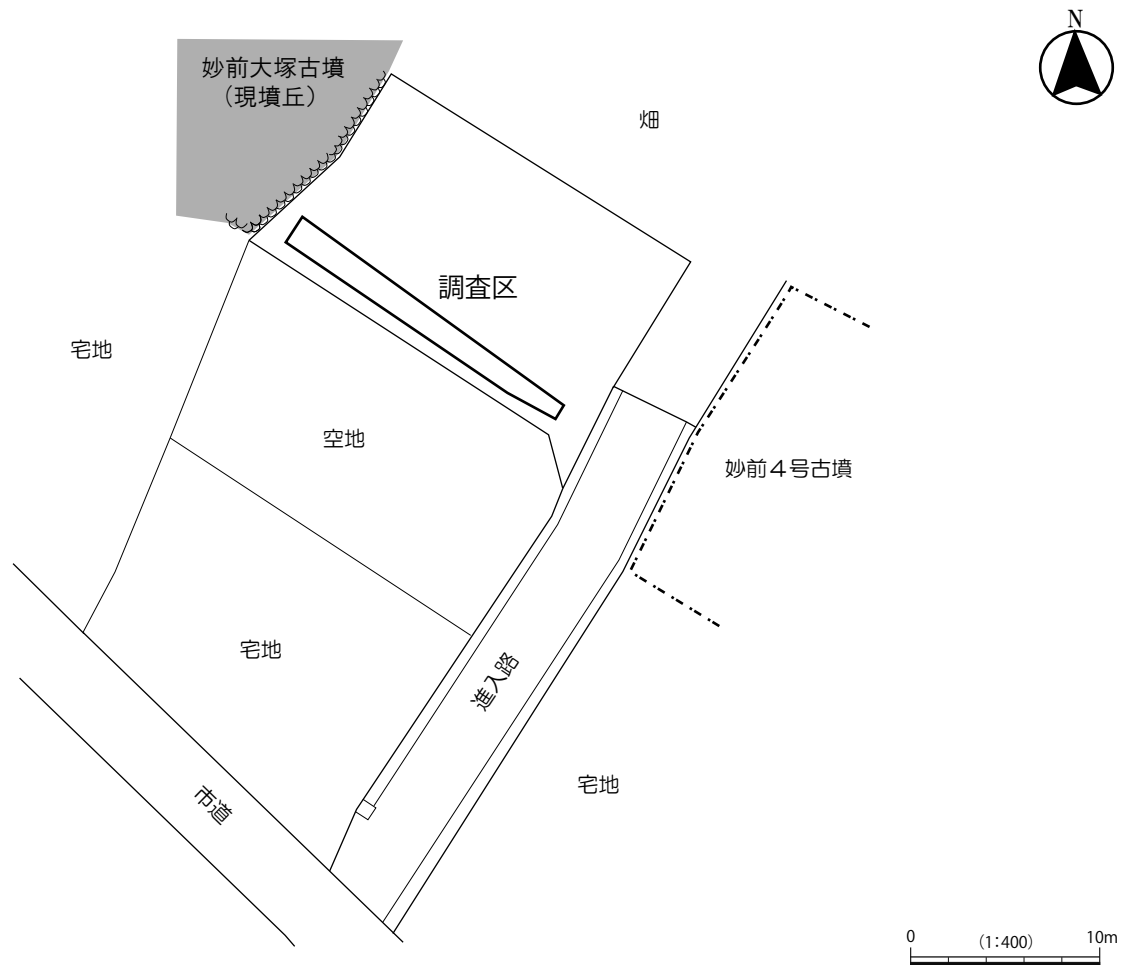 N
妙前大塚古墳
（現墳丘）
畑
調査区
宅地
空地
妙前４号古墳
宅地
進入路
宅地
市道
0 （1：400） 10m